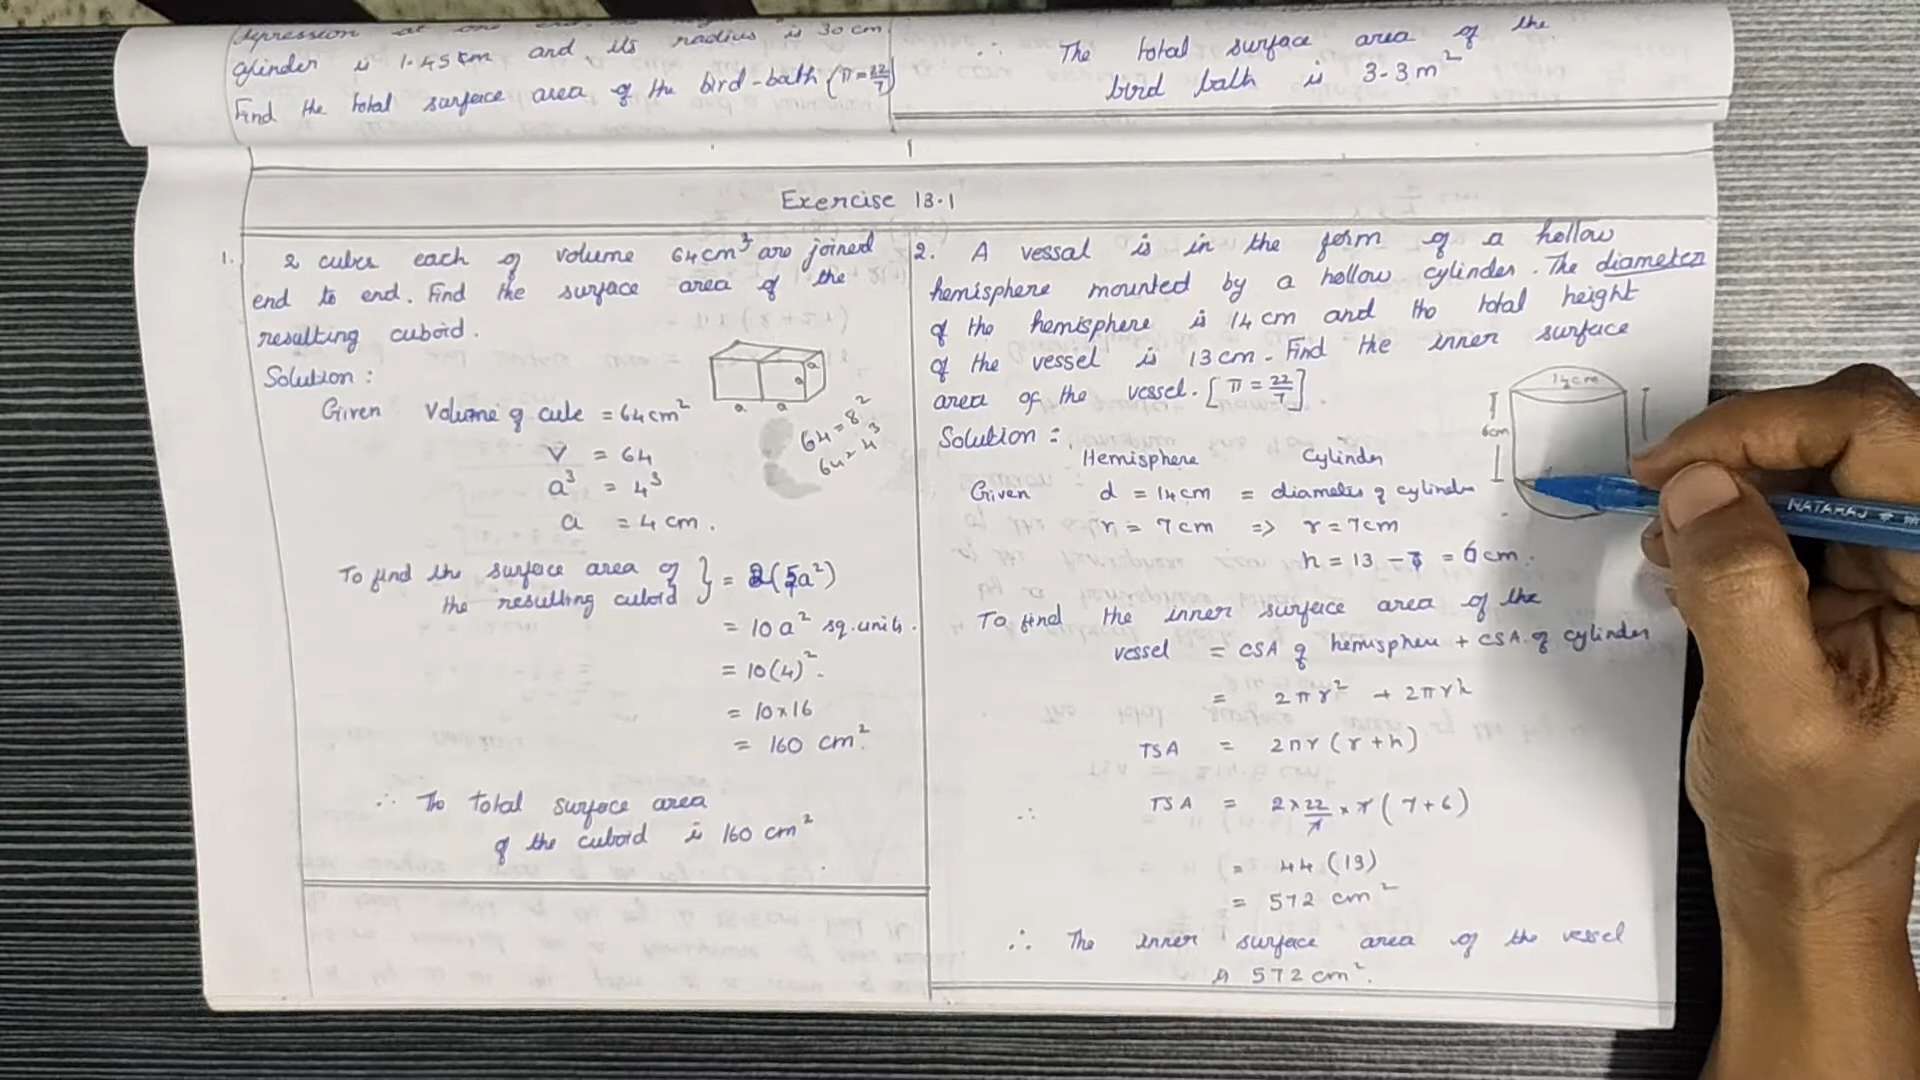 depression at one end.
cylinder is 1.45 cm and its radius is 30 cm
Find the total surface area of the bird-bath (π = 22/7)
∴ The total surface area of the
bird bath is 3.3 m²
Exercise 13.1
1. 2 cubes each of volume 64 cm³ are joined
end to end. Find the surface area of the
resulting cuboid.
Solution :
Given Volume of cube = 64 cm²
V = 64
a³ = 4³
a = 4 cm.
a
a
a
a
64 = 8²
64 = 4³
To find the surface area of
the resulting cuboid } = 2(5a²)
= 10a² sq.units.
= 10(4)².
= 10×16
= 160 cm².
∴ The total surface area
of the cuboid is 160 cm²
2. A vessal is in the form of a hollow
hemisphere mounted by a hollow cylinder. The diameter
of the hemisphere is 14 cm and the total height
of the vessel is 13 cm. Find the inner surface
area of the vessel. [π = 22/7]
Solution :
14cm
6cm
Hemisphere Cylinder
Given d = 14 cm = diameter of cylinder
r = 7 cm => r = 7cm
h = 13 - 7 = 6 cm.
To find the inner surface area of the
vessel = CSA of hemisphere + CSA of cylinder
= 2πr² + 2πrh
TSA = 2πr (r+h)
∴ TSA = 2 × 22/7 × 7 (7+6)
= 44 (13)
= 572 cm²
∴ The inner surface area of the vessel
is 572 cm².
NATARAJ